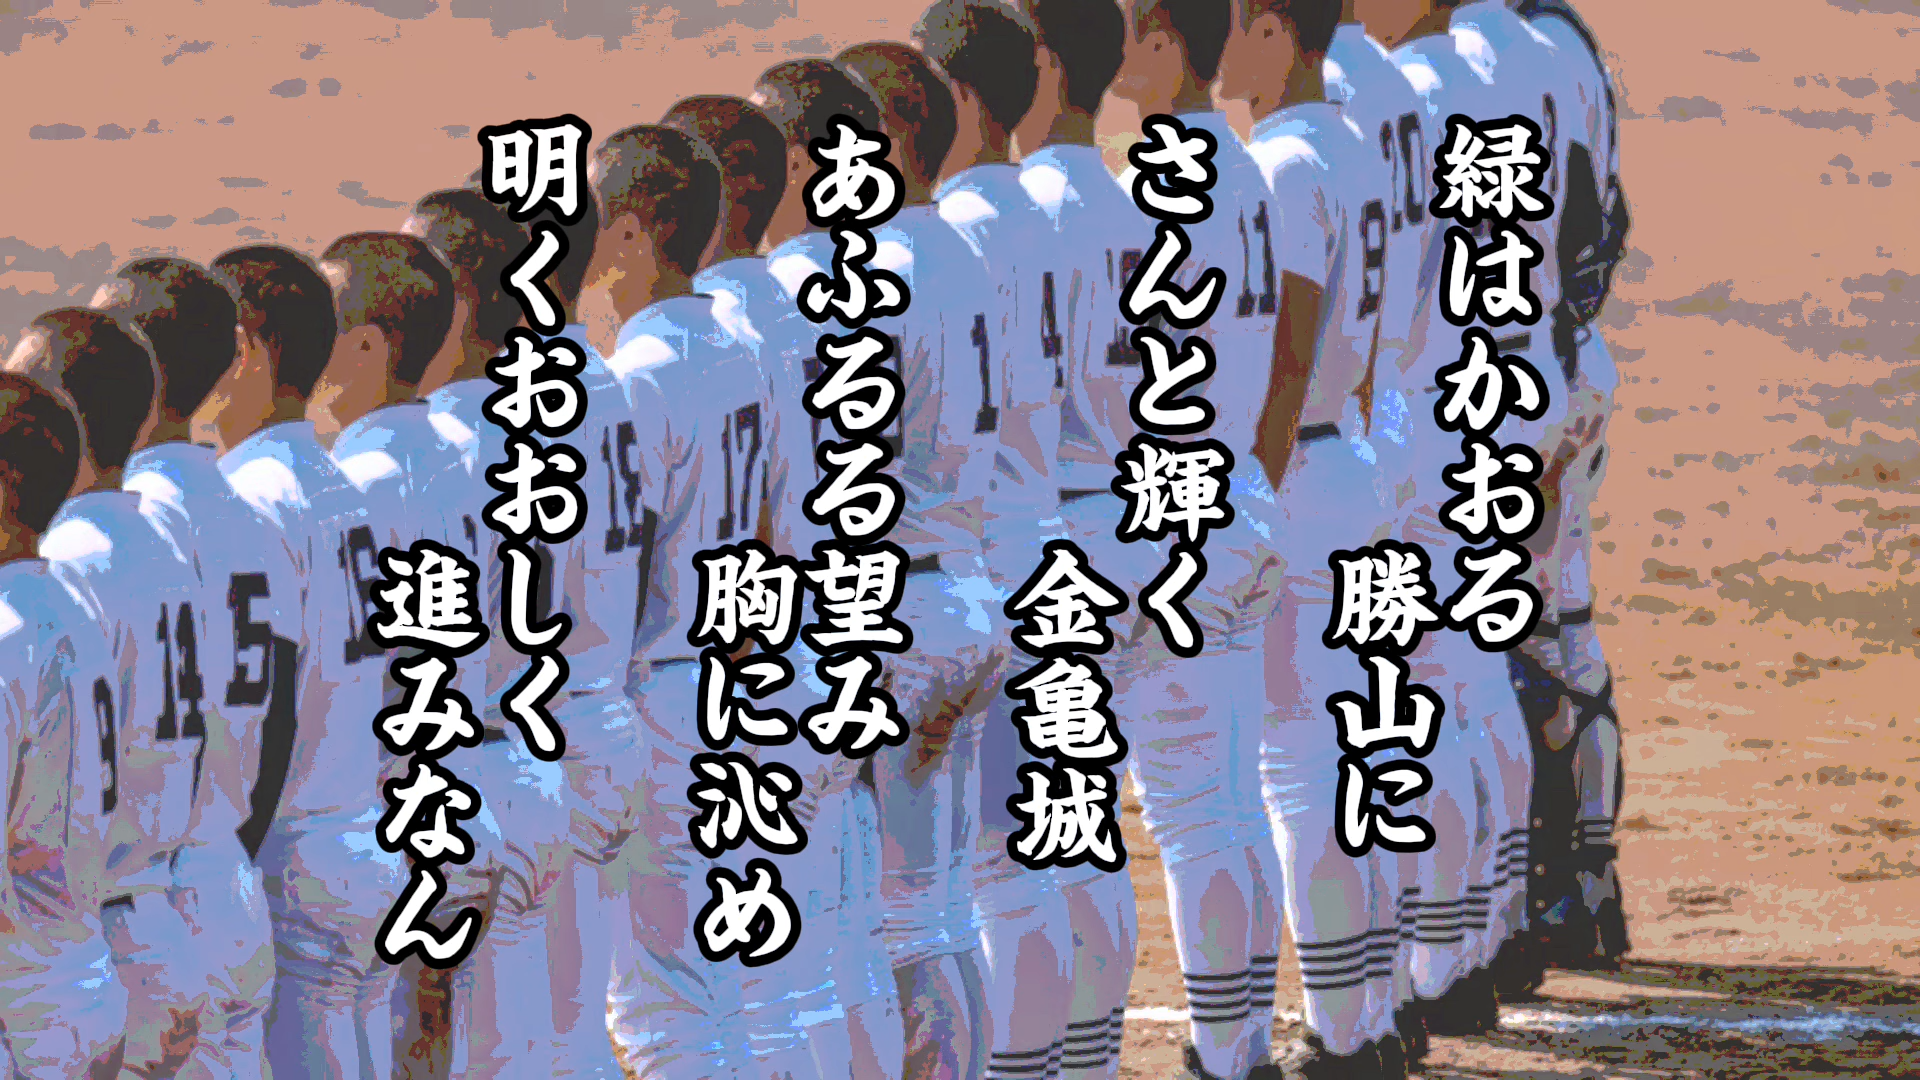 緑はかおる
勝山に
さんと輝く
金亀城
あふるる望み
胸に沁め
明くおおしく
進みなん